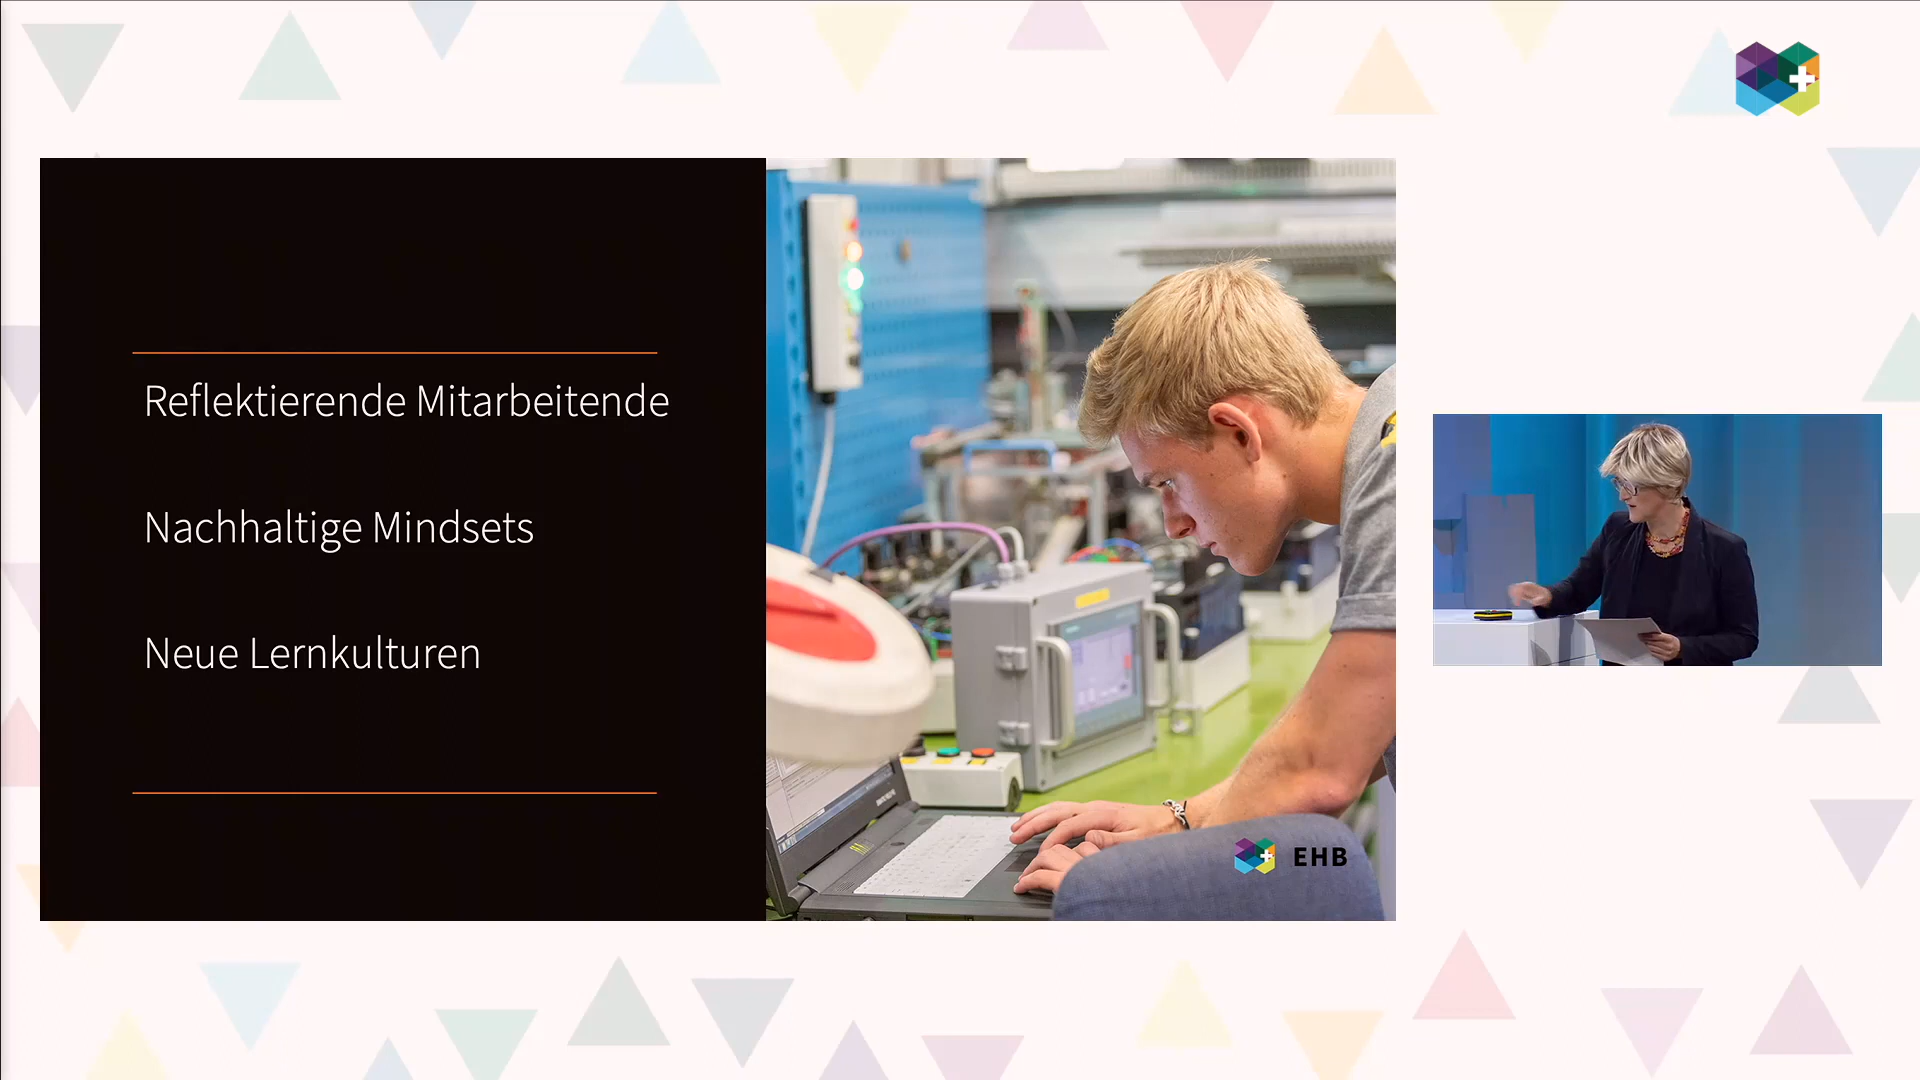 Reflektierende Mitarbeitende
Nachhaltige Mindsets
Neue Lernkulturen
EHB